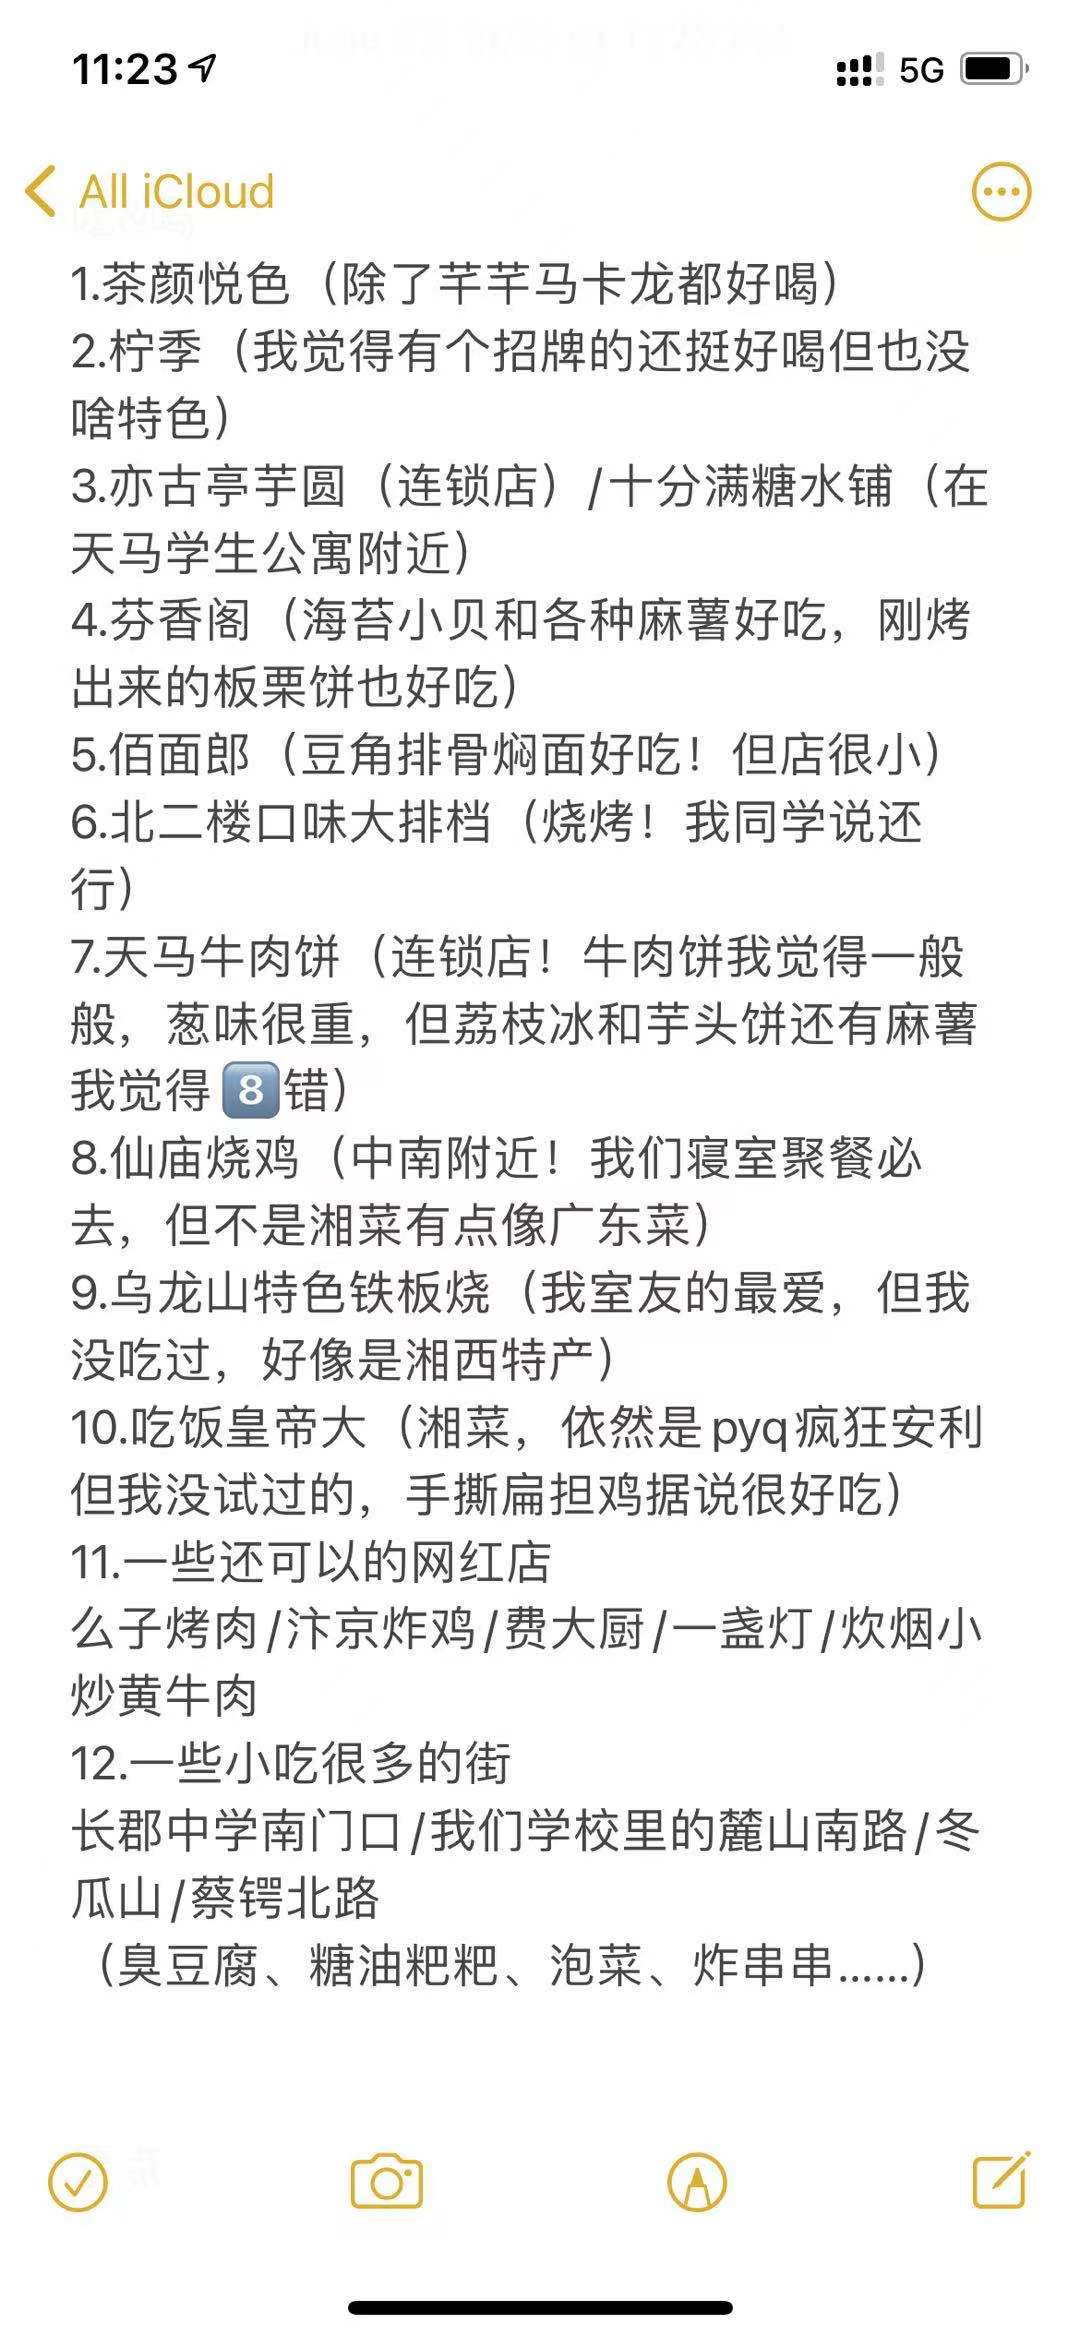 11:23
5G
All iCloud
1.茶颜悦色（除了芊芊马卡龙都好喝）
2.柠季（我觉得有个招牌的还挺好喝但也没
啥特色）
3.亦古亭芋圆（连锁店）/十分满糖水铺（在
天马学生公寓附近）
4.芬香阁（海苔小贝和各种麻薯好吃，刚烤
出来的板栗饼也好吃）
5.佰面郎（豆角排骨焖面好吃！但店很小）
6.北二楼口味大排档（烧烤！我同学说还
行）
7.天马牛肉饼（连锁店！牛肉饼我觉得一般
般，葱味很重，但荔枝冰和芋头饼还有麻薯
我觉得8️⃣错）
8.仙庙烧鸡（中南附近！我们寝室聚餐必
去，但不是湘菜有点像广东菜）
9.乌龙山特色铁板烧（我室友的最爱，但我
没吃过，好像是湘西特产）
10.吃饭皇帝大（湘菜，依然是pyq疯狂安利
但我没试过的，手撕扁担鸡据说很好吃）
11.一些还可以的网红店
么子烤肉/汴京炸鸡/费大厨/一盏灯/炊烟小
炒黄牛肉
12.一些小吃很多的街
长郡中学南门口/我们学校里的麓山南路/冬
瓜山/蔡锷北路
（臭豆腐、糖油粑粑、泡菜、炸串串......）